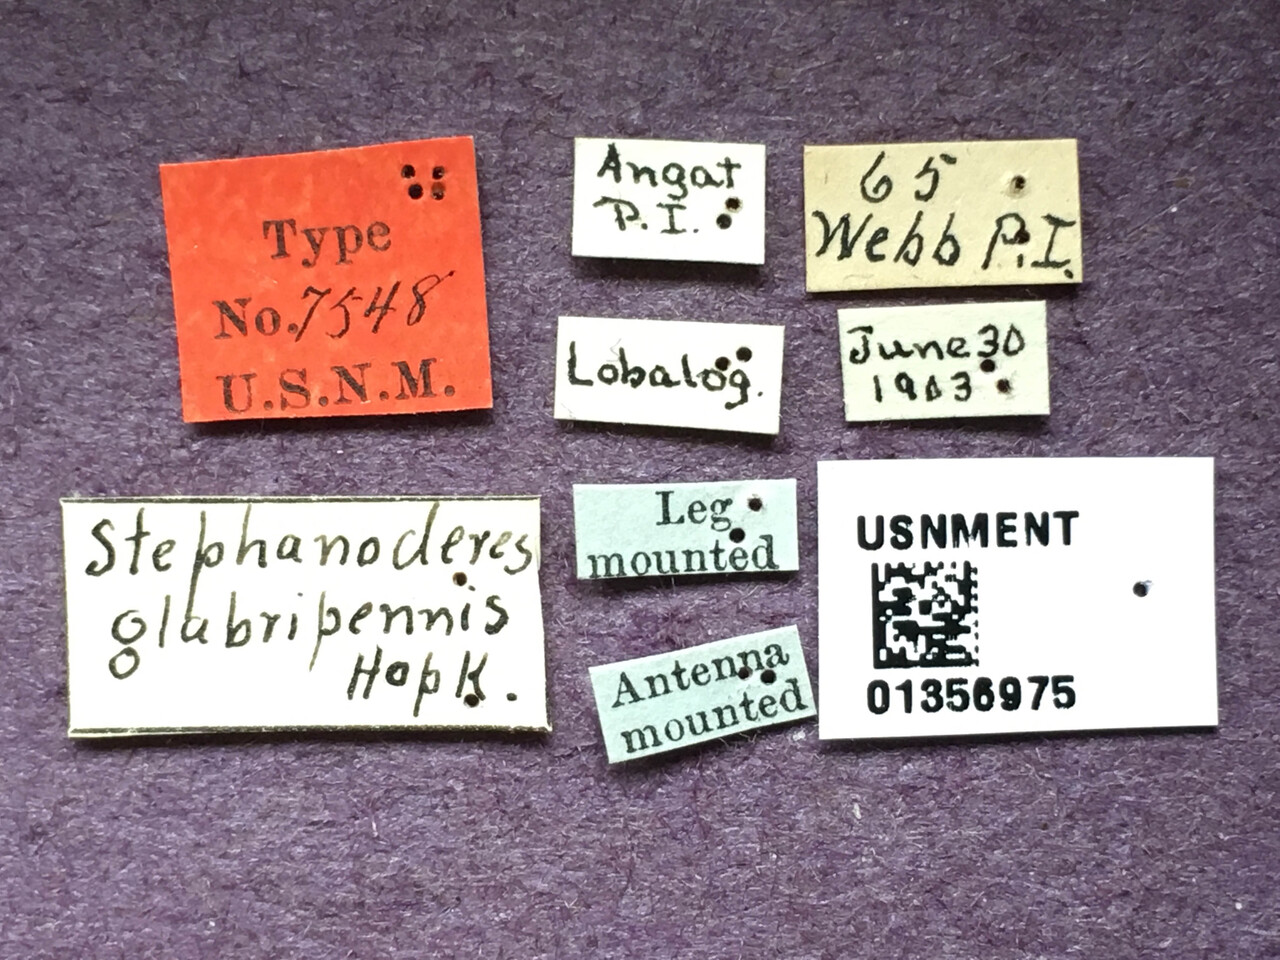 Type
No. 7548
U.S.N.M.
Angat
P.I.
65
Webb P.I.
Lobalog.
June 30
1903
Stephanoderes
glabripennis
Hopk.
Leg
mounted
Antenna
mounted
USNMENT
01356975